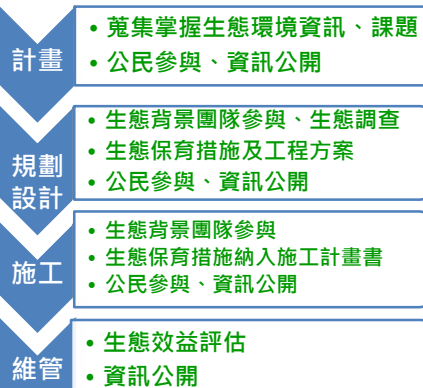 計畫
• 蒐集掌握生態環境資訊、課題
• 公民參與、資訊公開
規劃
設計
• 生態背景團隊參與、生態調查
• 生態保育措施及工程方案
• 公民參與、資訊公開
施工
• 生態背景團隊參與
• 生態保育措施納入施工計畫書
• 公民參與、資訊公開
維管
• 生態效益評估
• 資訊公開